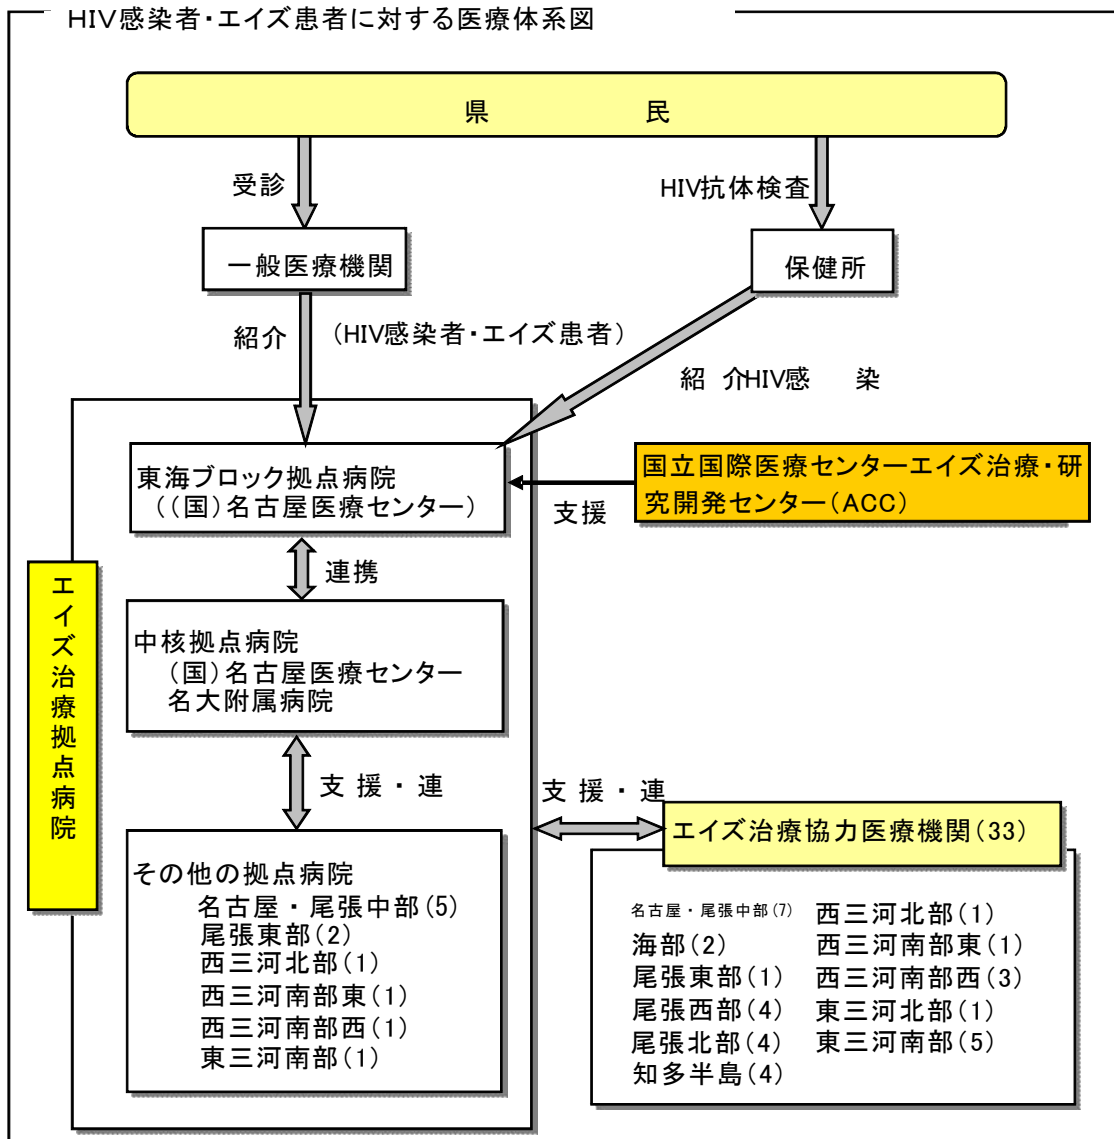 HIV感染者・エイズ患者に対する医療体系図
県 民
受診
HIV抗体検査
一般医療機関
保健所
紹介
(HIV感染者・エイズ患者)
紹 介HIV感 染
東海ブロック拠点病院
((国)名古屋医療センター)
国立国際医療センターエイズ治療・研
究開発センター(ACC)
支援
連携
エイズ治療拠点病院
中核拠点病院
(国)名古屋医療センター
名大附属病院
支 援 ・ 連
支 援 ・ 連
エイズ治療協力医療機関(33)
その他の拠点病院
名古屋・尾張中部(5)
尾張東部(2)
西三河北部(1)
西三河南部東(1)
西三河南部西(1)
東三河南部(1)
名古屋・尾張中部(7)
海部(2)
尾張東部(1)
尾張西部(4)
尾張北部(4)
知多半島(4)
西三河北部(1)
西三河南部東(1)
西三河南部西(3)
東三河北部(1)
東三河南部(5)